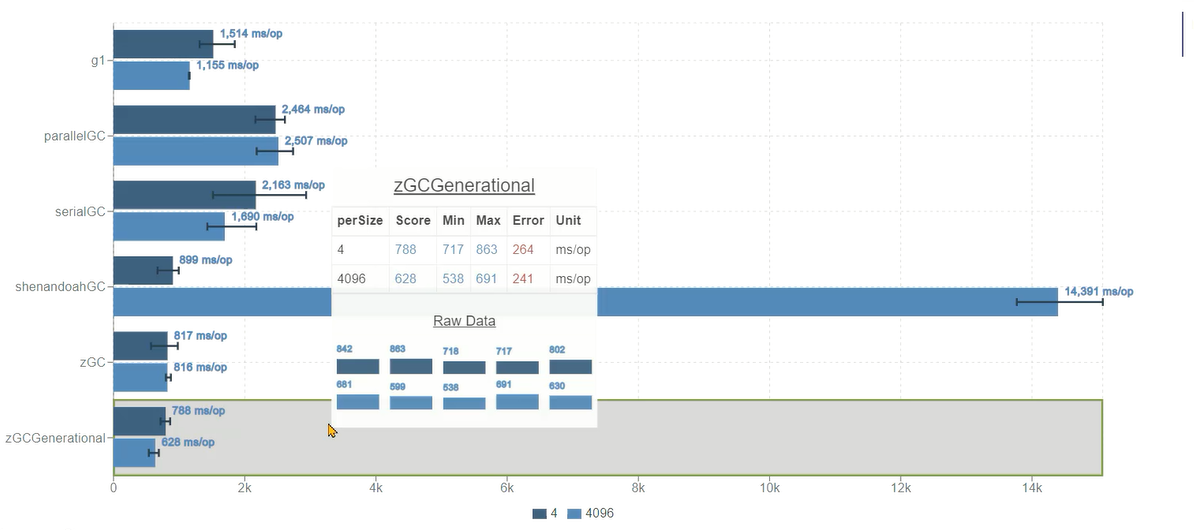 1,514 ms/op
g1
1,155 ms/op
2,464 ms/op
parallelGC
2,507 ms/op
2,163 ms/op
serialGC
1,690 ms/op
899 ms/op
shenandoahGC
14,391 ms/op
817 ms/op
zGC
816 ms/op
788 ms/op
zGCGenerational
628 ms/op
zGCGenerational
perSize Score Min Max Error Unit
4 788 717 863 264 ms/op
4096 628 538 691 241 ms/op
Raw Data
842 863 718 717 802
681 599 538 691 630
0 2k 4k 6k 8k 10k 12k 14k
4 4096